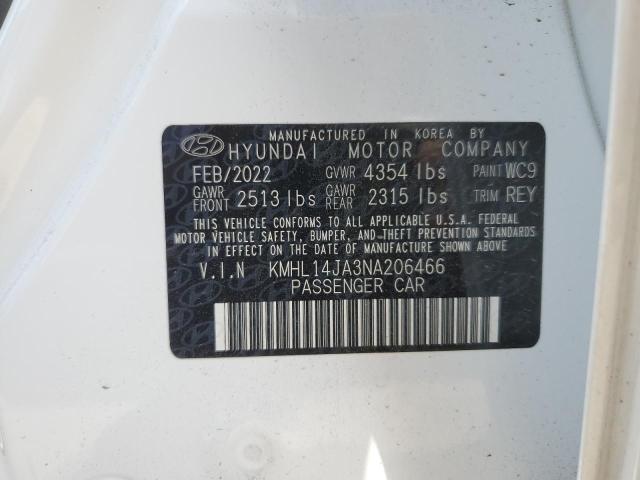 MANUFACTURED IN KOREA BY
HYUNDAI MOTOR COMPANY
FEB/2022 GVWR 4354 lbs PAINT WC9
GAWR FRONT 2513 lbs GAWR REAR 2315 lbs TRIM REY
THIS VEHICLE CONFORMS TO ALL APPLICABLE U.S.A. FEDERAL
MOTOR VEHICLE SAFETY, BUMPER, AND THEFT PREVENTION STANDARDS
IN EFFECT ON THE DATE OF MANUFACTURE SHOWN ABOVE
V.I.N KMHL14JA3NA206466
PASSENGER CAR